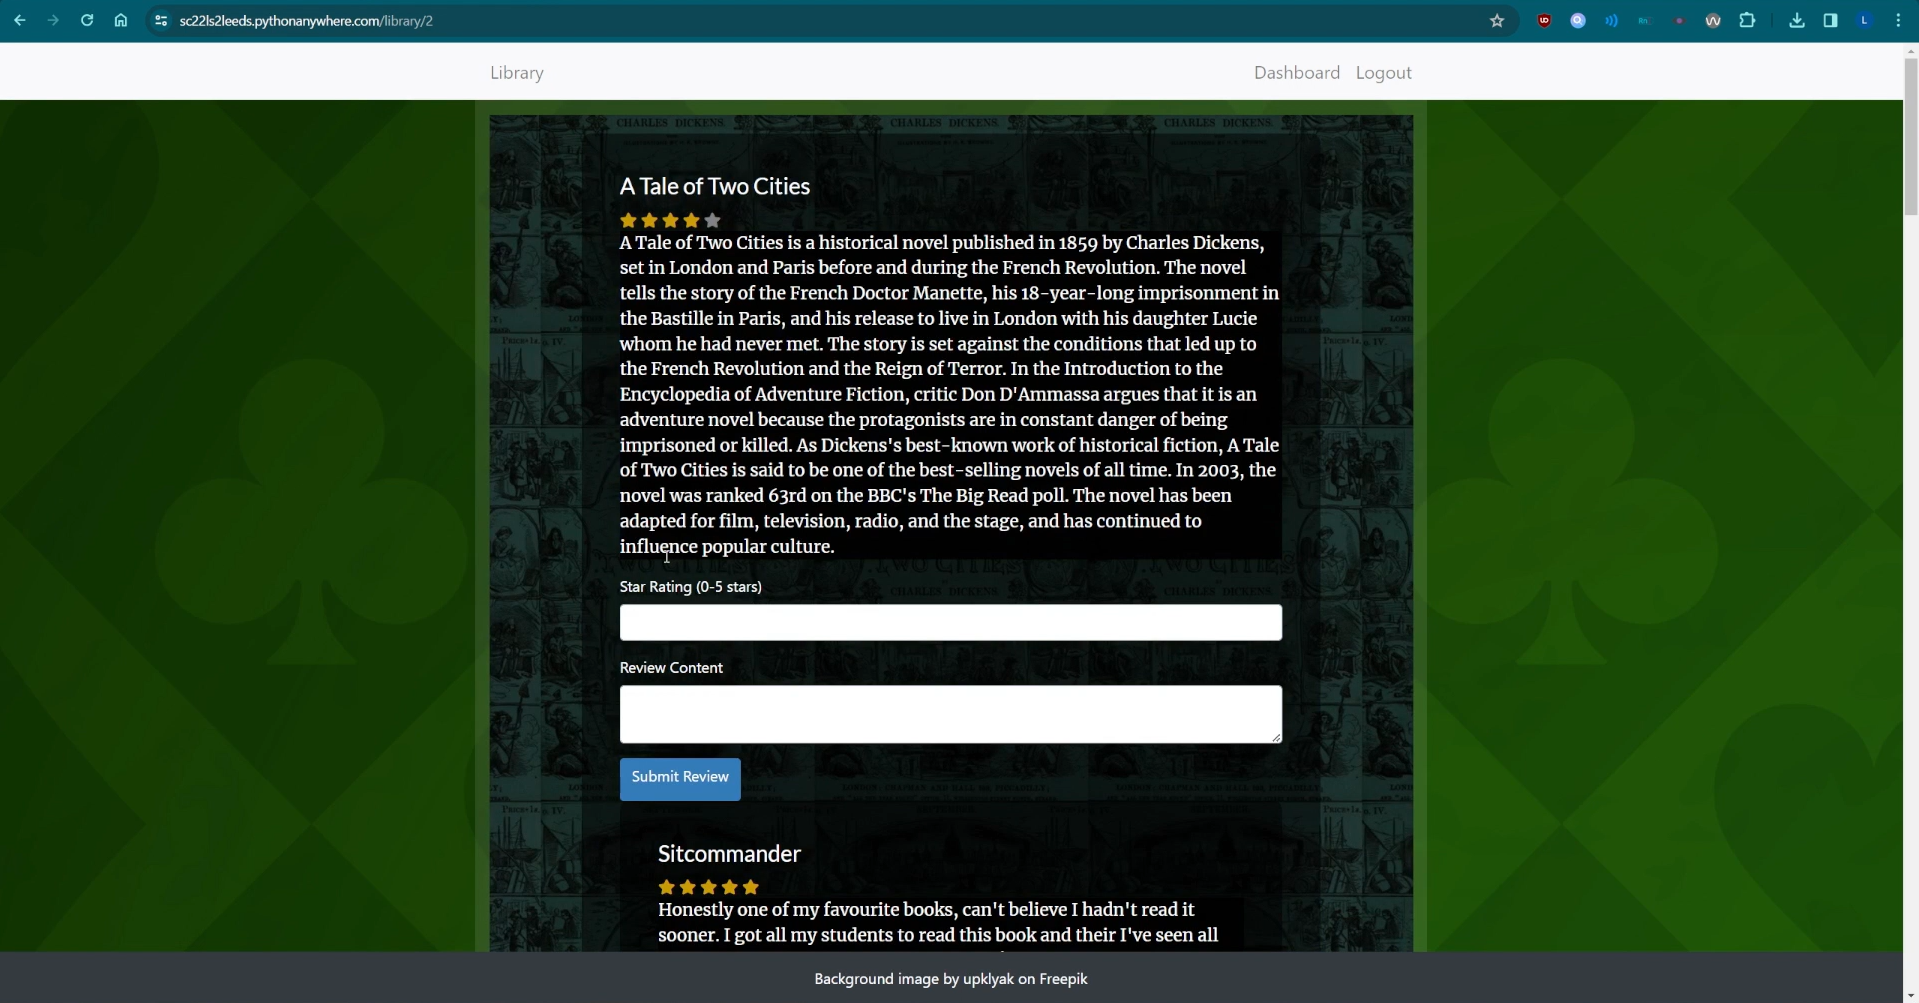 sc22ls2leeds.pythonanywhere.com/library/2
Library
Dashboard
Logout
CHARLES DICKENS. CHARLES DICKENS. CHARLES DICKENS.
A Tale of Two Cities
A Tale of Two Cities is a historical novel published in 1859 by Charles Dickens,
set in London and Paris before and during the French Revolution. The novel
tells the story of the French Doctor Manette, his 18-year-long imprisonment in
the Bastille in Paris, and his release to live in London with his daughter Lucie
whom he had never met. The story is set against the conditions that led up to
the French Revolution and the Reign of Terror. In the Introduction to the
Encyclopedia of Adventure Fiction, critic Don D'Ammassa argues that it is an
adventure novel because the protagonists are in constant danger of being
imprisoned or killed. As Dickens's best-known work of historical fiction, A Tale
of Two Cities is said to be one of the best-selling novels of all time. In 2003, the
novel was ranked 63rd on the BBC's The Big Read poll. The novel has been
adapted for film, television, radio, and the stage, and has continued to
influence popular culture.
Star Rating (0-5 stars)
Review Content
Submit Review
Sitcommander
Honestly one of my favourite books, can't believe I hadn't read it
sooner. I got all my students to read this book and their I've seen all
Background image by upklyak on Freepik